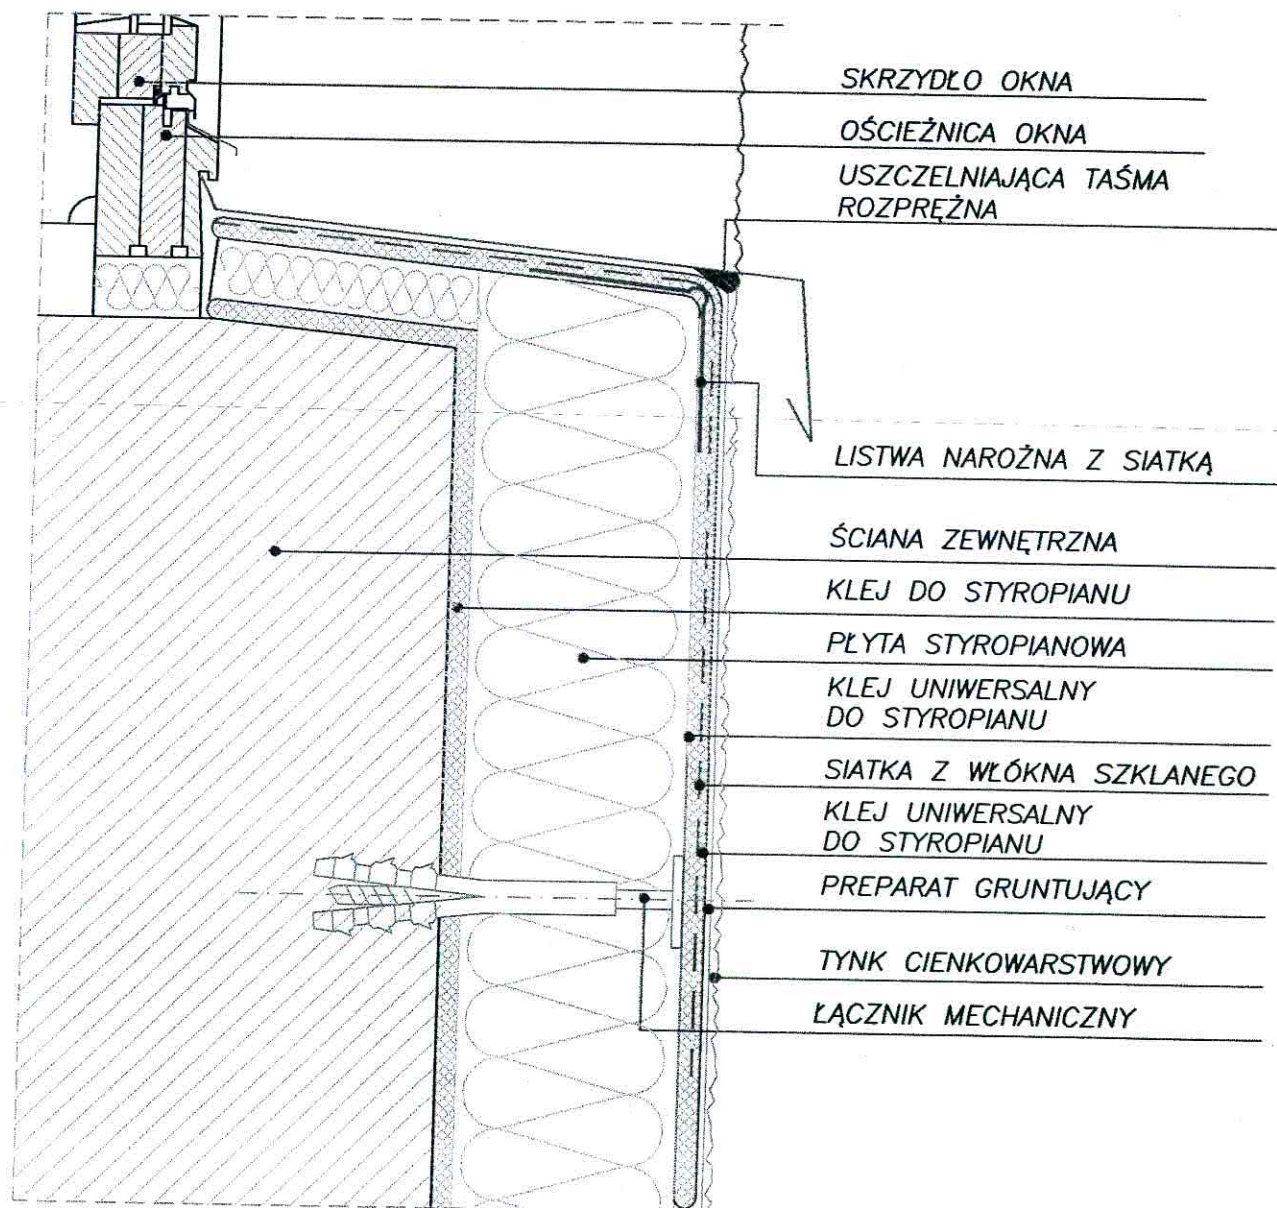 SKRZYDŁO OKNA
OŚCIEŻNICA OKNA
USZCZELNIAJĄCA TAŚMA
ROZPRĘŻNA
LISTWA NAROŻNA Z SIATKĄ
ŚCIANA ZEWNĘTRZNA
KLEJ DO STYROPIANU
PŁYTA STYROPIANOWA
KLEJ UNIWERSALNY
DO STYROPIANU
SIATKA Z WŁÓKNA SZKLANEGO
KLEJ UNIWERSALNY
DO STYROPIANU
PREPARAT GRUNTUJĄCY
TYNK CIENKOWARSTWOWY
ŁĄCZNIK MECHANICZNY